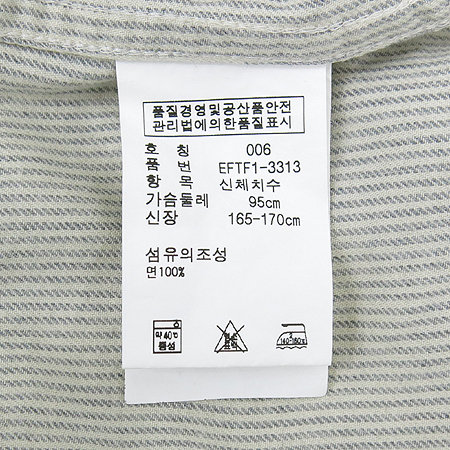 품질경영및공산품안전
관리법에의한품질표시
호 칭 006
품 번 EFTF1-3313
항 목 신체치수
가슴둘레 95cm
신장 165-170cm
섬유의조성
면100%
약40℃
중성